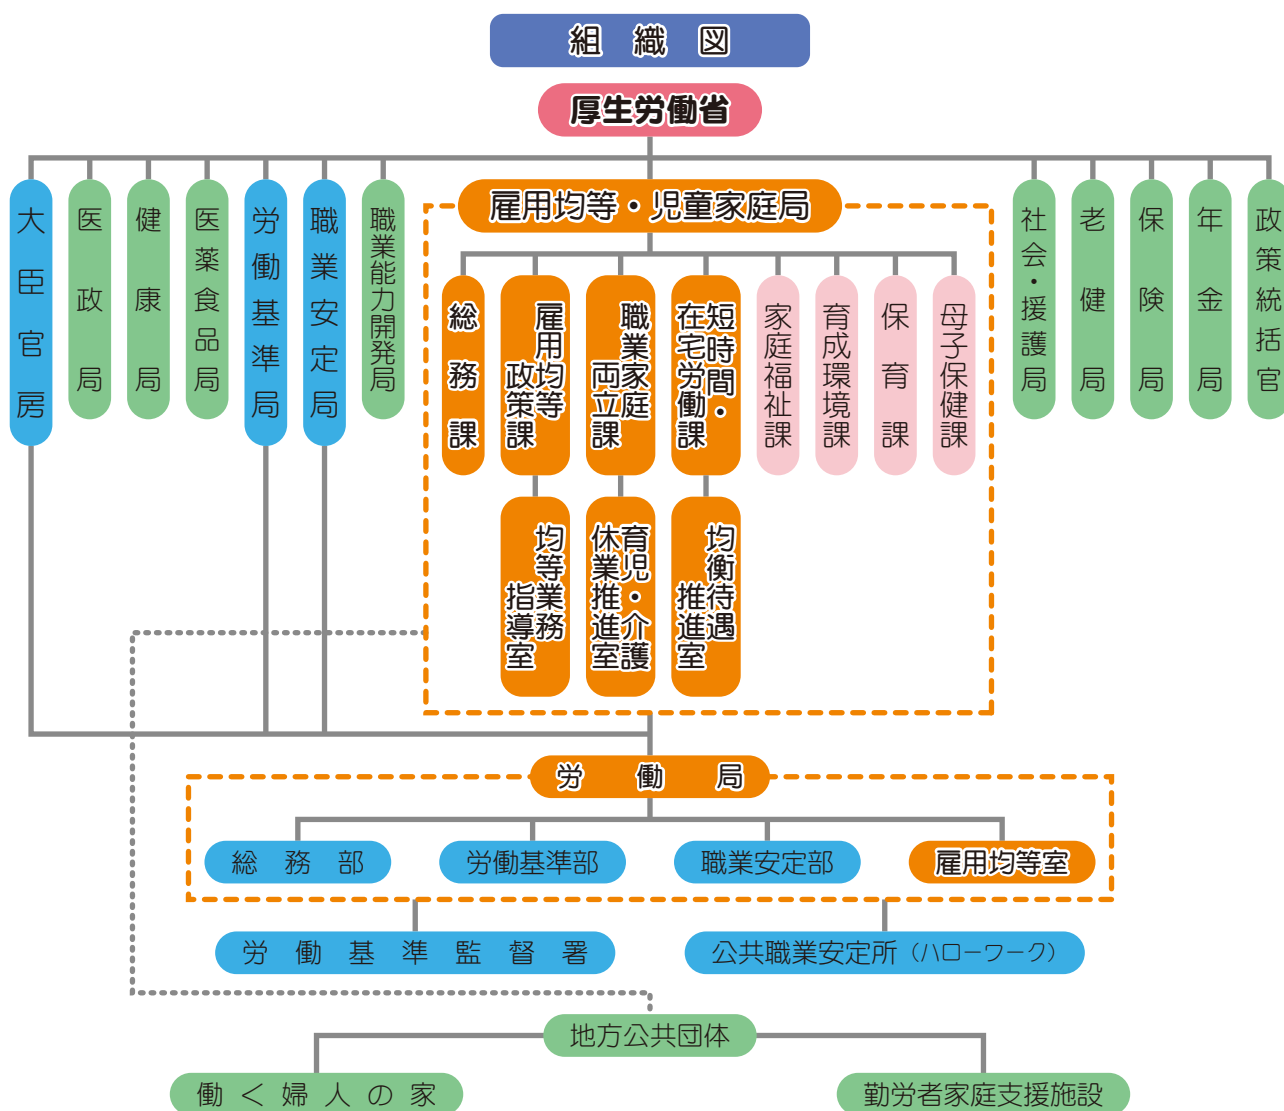 組織図
厚生労働省
大臣官房
医政局
健康局
医薬食品局
労働基準局
職業安定局
職業能力開発局
雇用均等・児童家庭局
社会・援護局
老健局
保険局
年金局
政策統括官
総務課
雇用均等
政策課
職業家庭
両立課
短時間・
在宅労働課
家庭福祉課
育成環境課
保育課
母子保健課
均等業務
指導室
育児・介護
休業推進室
均衡待遇
推進室
労働局
総務部
労働基準部
職業安定部
雇用均等室
労働基準監督署
公共職業安定所（ハローワーク）
地方公共団体
働く婦人の家
勤労者家庭支援施設